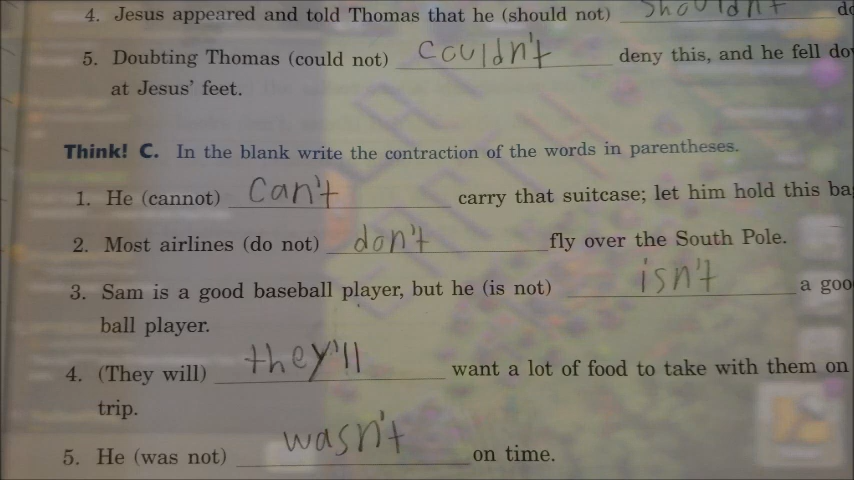 4. Jesus appeared and told Thomas that he (should not) shouldn't do
5. Doubting Thomas (could not) couldn't deny this, and he fell do
at Jesus' feet.
Think! C. In the blank write the contraction of the words in parentheses.
1. He (cannot) can't carry that suitcase; let him hold this ba
2. Most airlines (do not) don't fly over the South Pole.
3. Sam is a good baseball player, but he (is not) isn't a goo
ball player.
4. (They will) they'll want a lot of food to take with them on
trip.
5. He (was not) wasn't on time.